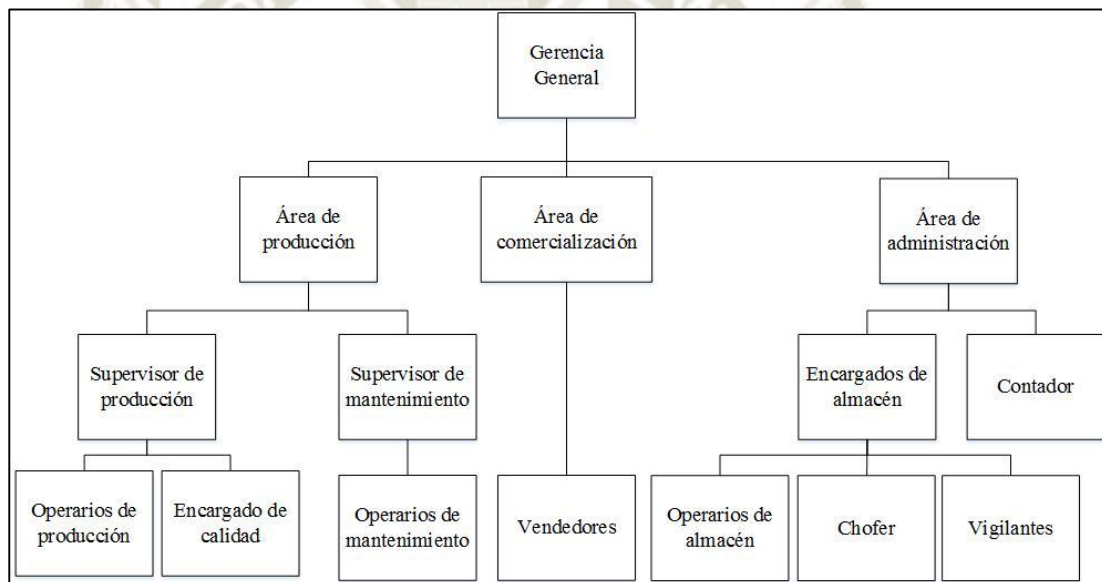 Gerencia
General
Área de
producción
Área de
comercialización
Área de
administración
Supervisor de
producción
Supervisor de
mantenimiento
Encargados de
almacén
Contador
Operarios de
producción
Encargado de
calidad
Operarios de
mantenimiento
Vendedores
Operarios de
almacén
Chofer
Vigilantes